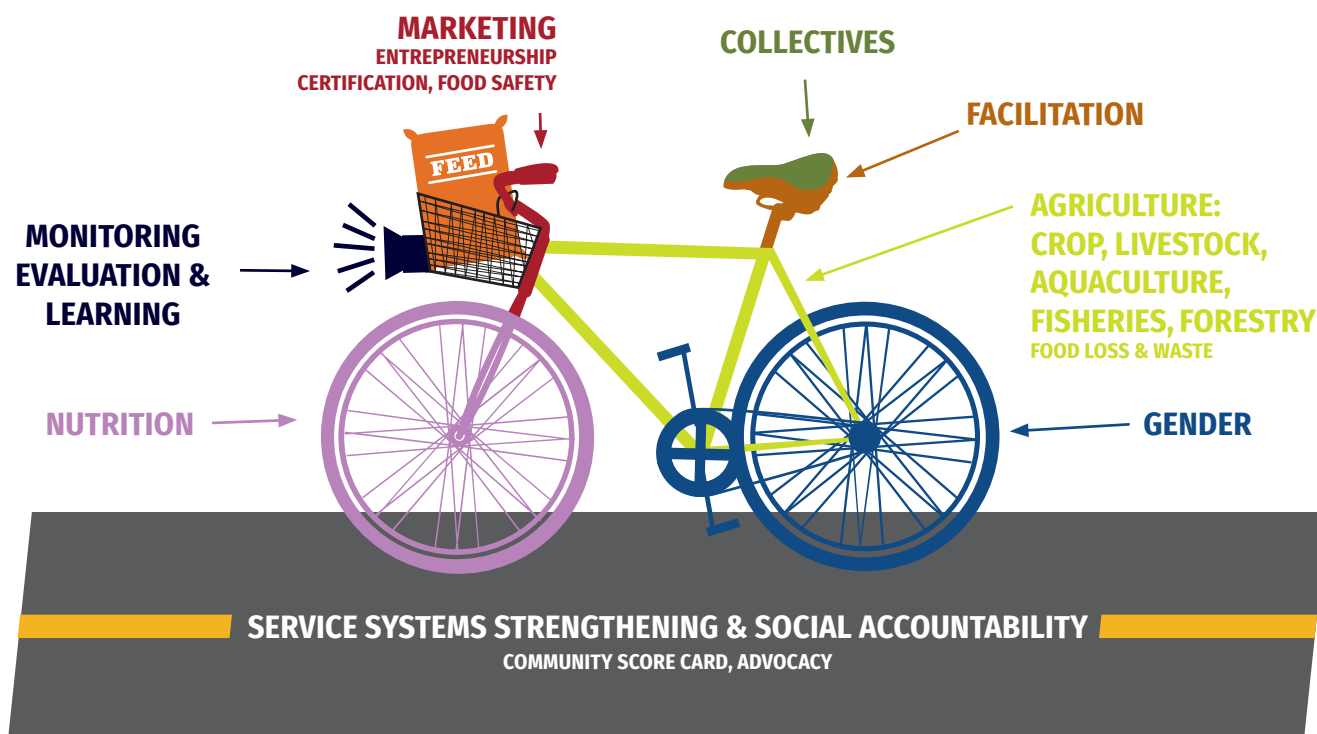 MARKETING
ENTREPRENEURSHIP
CERTIFICATION, FOOD SAFETY
COLLECTIVES
FACILITATION
FEED
AGRICULTURE:
CROP, LIVESTOCK,
AQUACULTURE,
FISHERIES, FORESTRY
FOOD LOSS & WASTE
MONITORING
EVALUATION &
LEARNING
NUTRITION
GENDER
SERVICE SYSTEMS STRENGTHENING & SOCIAL ACCOUNTABILITY
COMMUNITY SCORE CARD, ADVOCACY